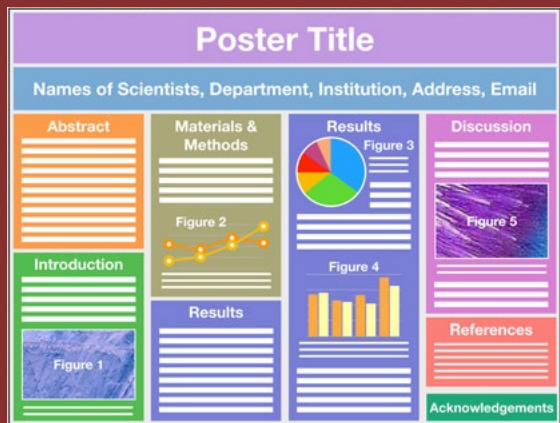 Poster Title
Names of Scientists, Department, Institution, Address, Email
Abstract
Introduction
Figure 1
Materials &
Methods
Figure 2
Results
Results
Figure 3
Figure 4
Discussion
Figure 5
References
Acknowledgements